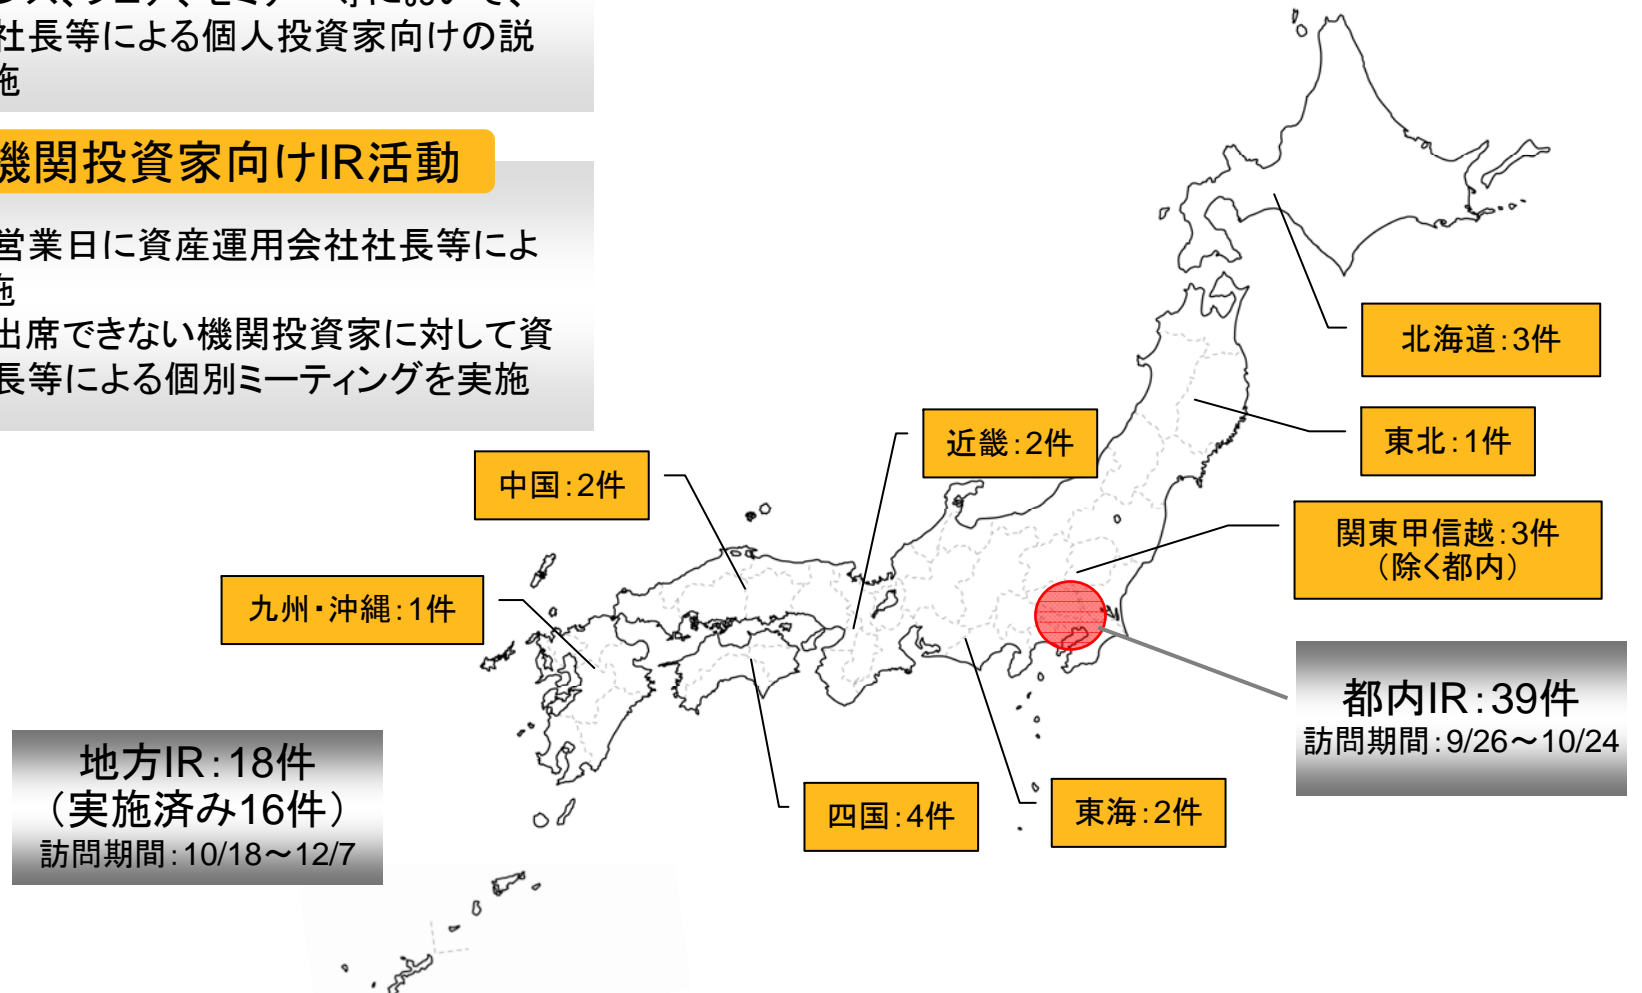 社長等による個人投資家向けの説
施
機関投資家向けIR活動
営業日に資産運用会社社長等によ
施
出席できない機関投資家に対して資
長等による個別ミーティングを実施
北海道:3件
東北:1件
近畿:2件
中国:2件
関東甲信越:3件
(除く都内)
九州・沖縄:1件
都内IR:39件
訪問期間:9/26~10/24
地方IR:18件
(実施済み16件)
訪問期間:10/18~12/7
四国:4件
東海:2件